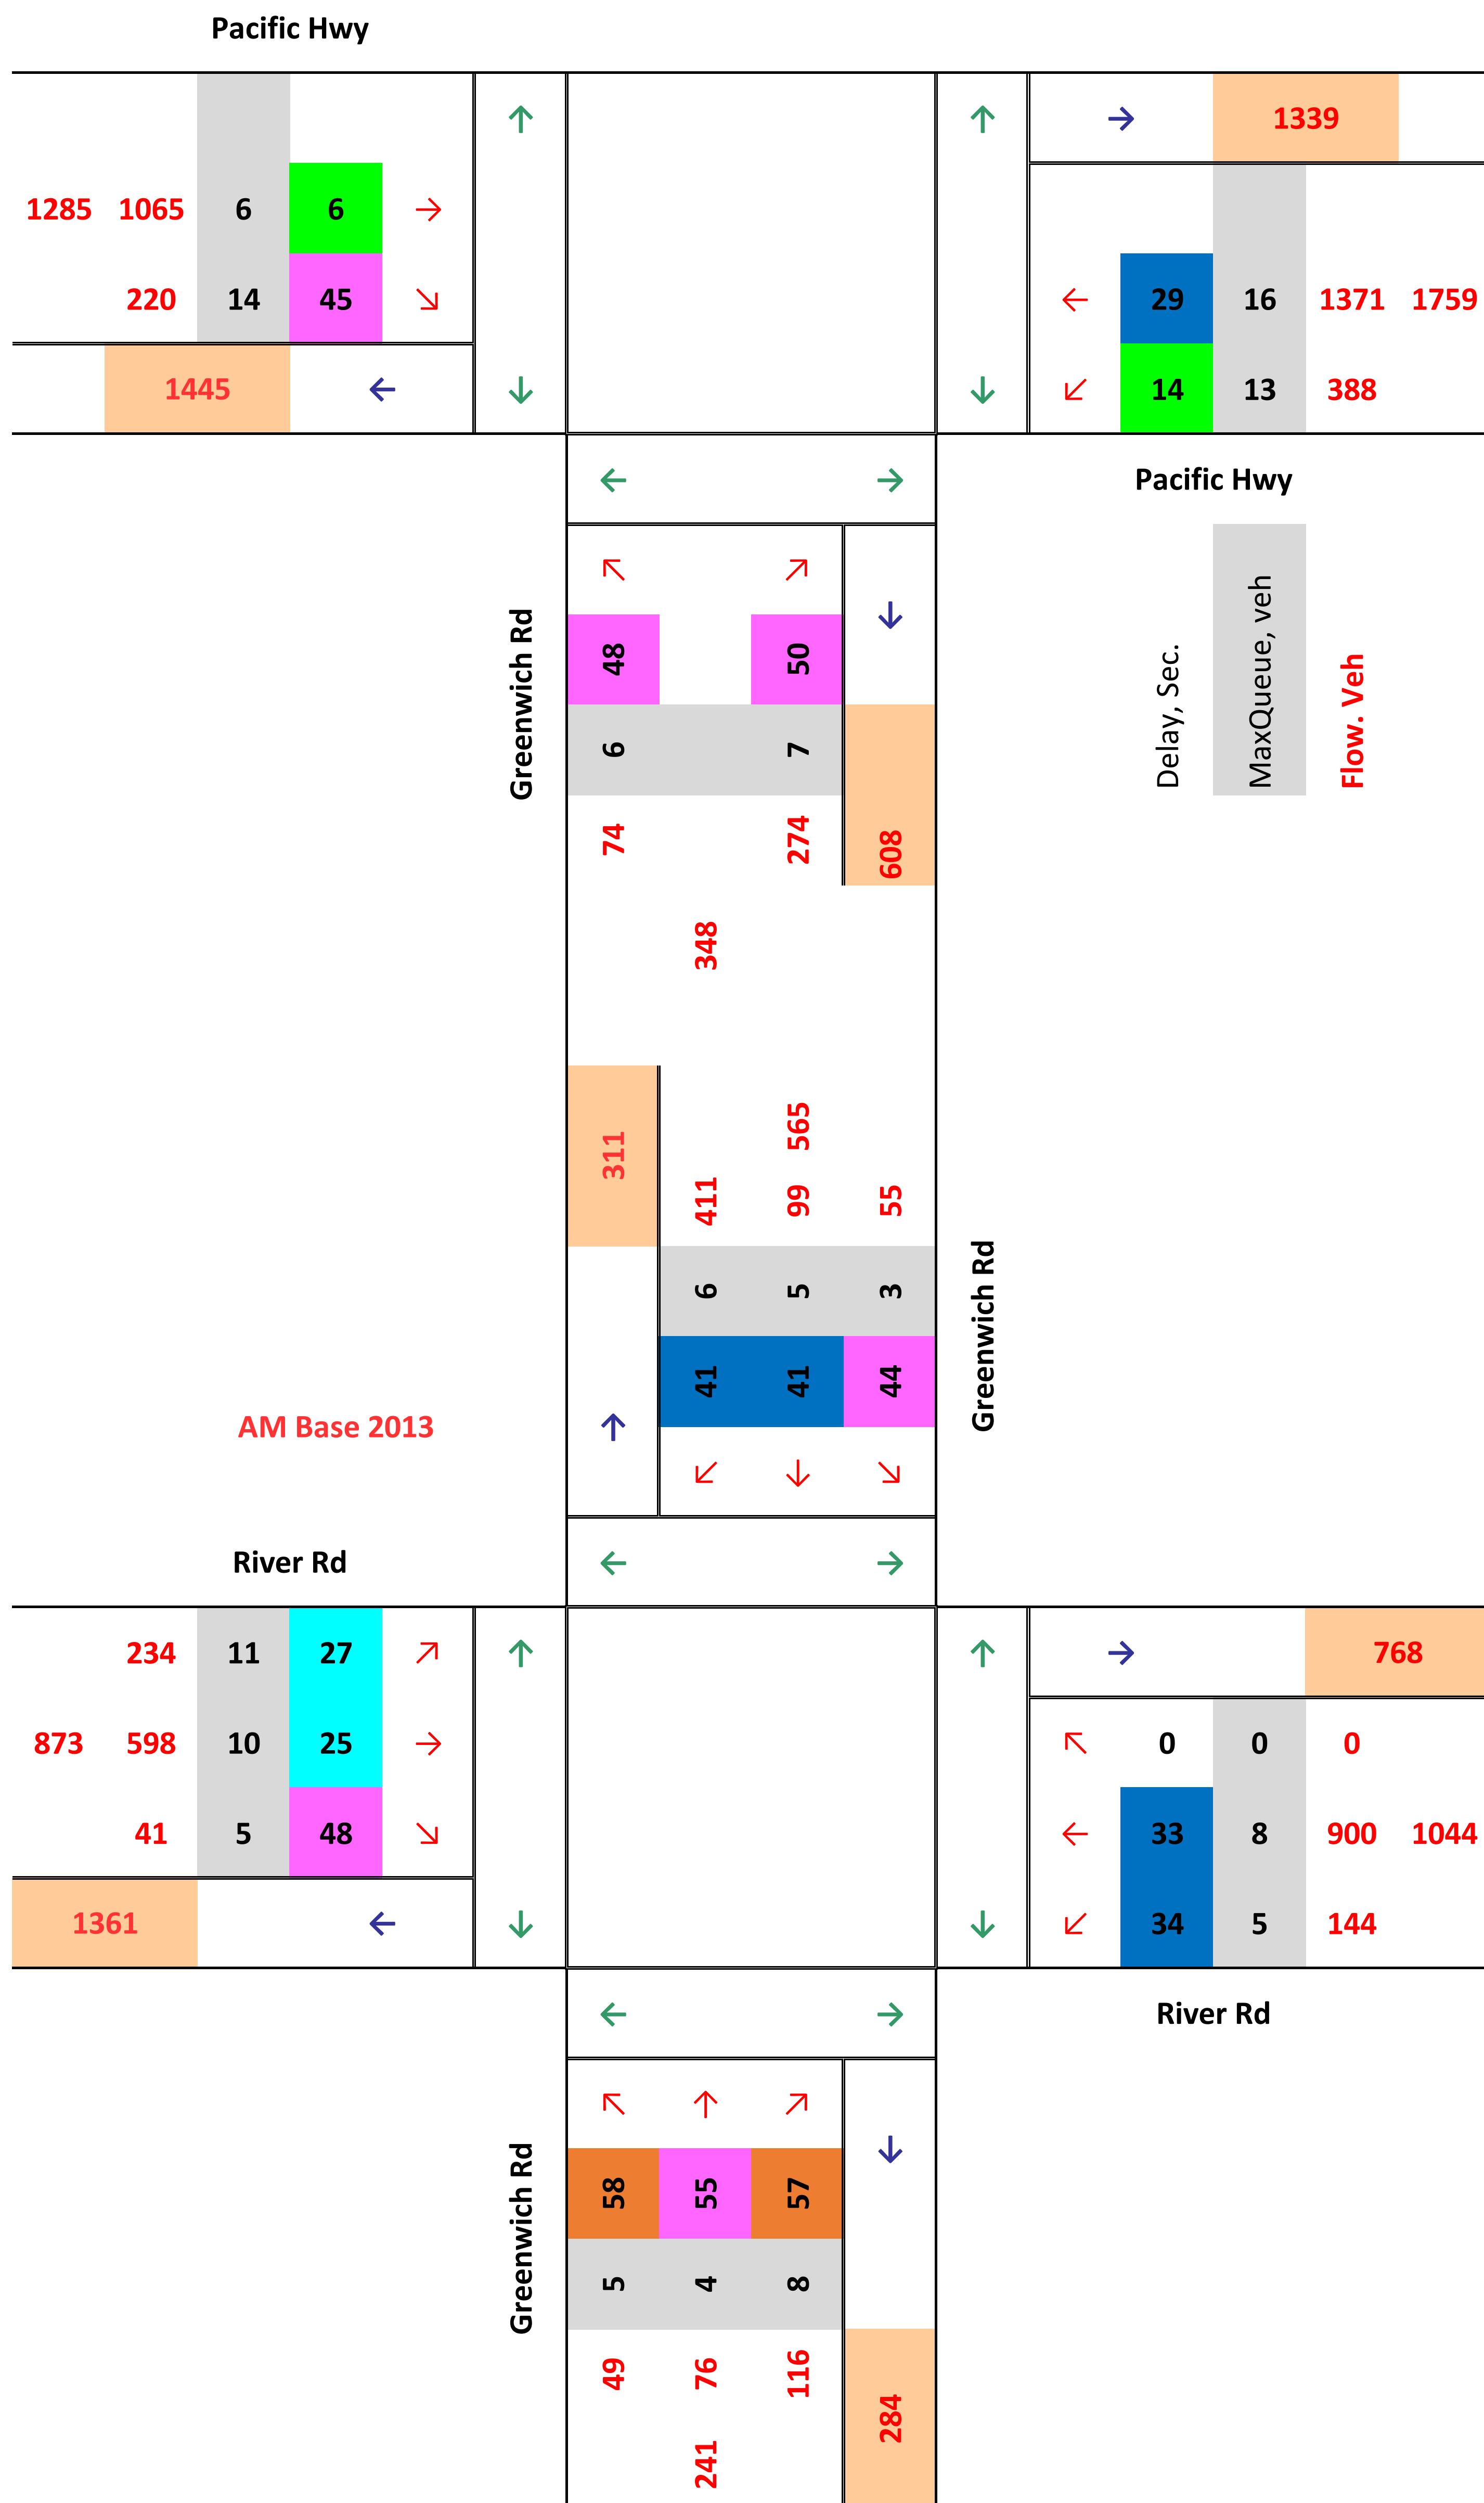 Pacific Hwy
→ 1339
↑ ↑
1285 1065 6 6 →
220 14 45 ↘
← 29 16 1371 1759
1445 ←
↓ ↓
↙ 14 13 388
← →
Pacific Hwy
↖ ↗
↓
Greenwich Rd
48 50
6 7
74 274 608
348
Delay, Sec.
MaxQueue, veh
Flow. Veh
311
565
411 99 55
6 5 3
41 41 44
Greenwich Rd
AM Base 2013
↑
↙ ↓ ↘
River Rd
← →
234 11 27 ↗
↑ ↑
→ 768
873 598 10 25 →
↖ 0 0 0
41 5 48 ↘
← 33 8 900 1044
1361 ←
↓ ↓
↙ 34 5 144
← →
River Rd
↖ ↑ ↗
↓
Greenwich Rd
58 55 57
5 4 8
49 76 116
284
241